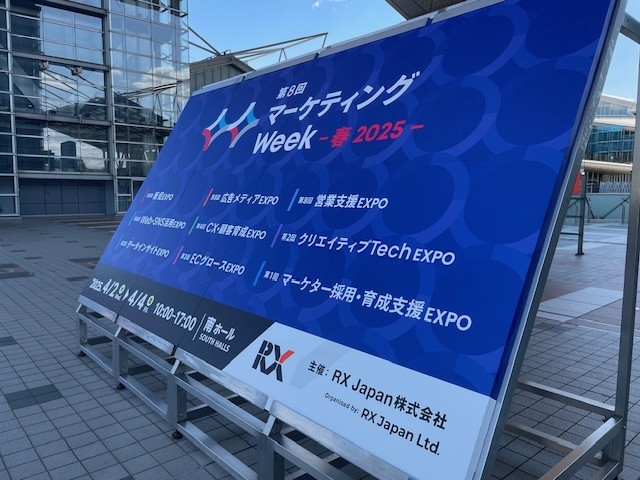 第8回
マーケティング
Week -春 2025-
販促EXPO
広告メディアEXPO
第8回 営業支援EXPO
Web・SNS活用EXPO
CX・顧客育成EXPO
第2回 クリエイティブTech EXPO
データインサイトEXPO
ECグロースEXPO
第1回 マーケター採用・育成支援EXPO
2025. 4/2 4/4 10:00-17:00 南ホール
SOUTH HALLS
RX
主催: RX Japan株式会社
Organised by: RX Japan Ltd.